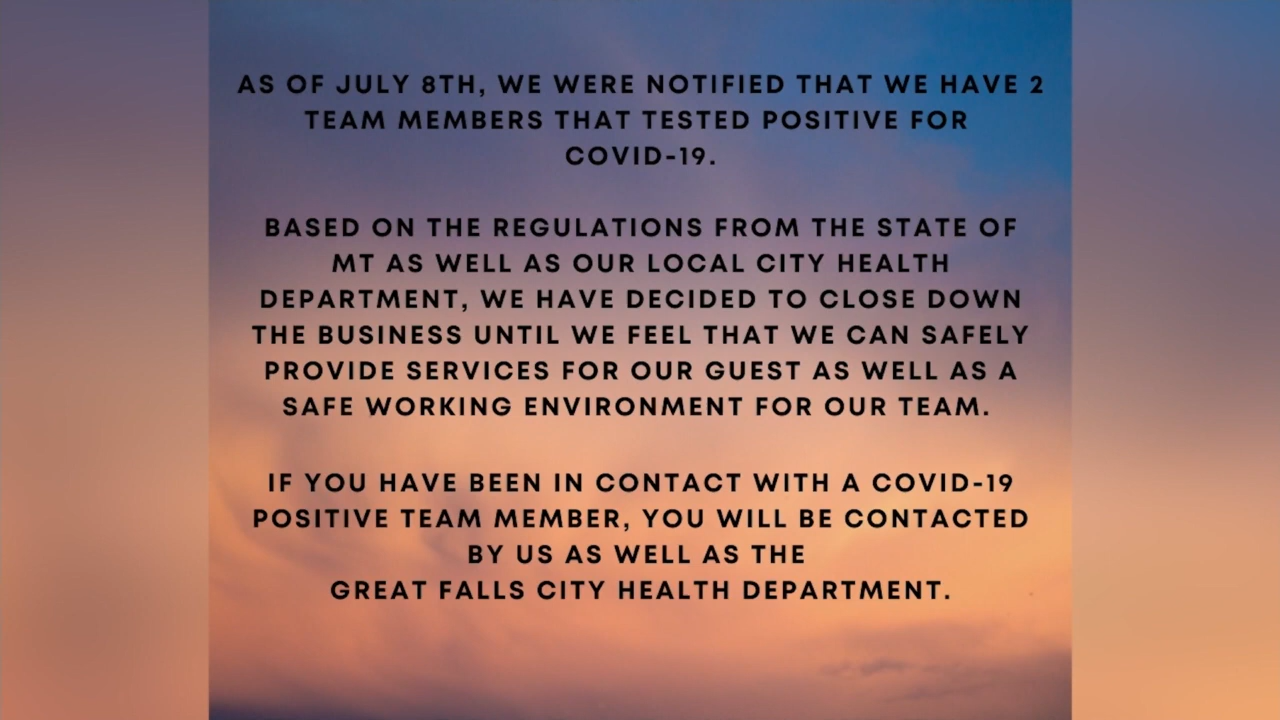 AS OF JULY 8TH, WE WERE NOTIFIED THAT WE HAVE 2
TEAM MEMBERS THAT TESTED POSITIVE FOR
COVID-19.
BASED ON THE REGULATIONS FROM THE STATE OF
MT AS WELL AS OUR LOCAL CITY HEALTH
DEPARTMENT, WE HAVE DECIDED TO CLOSE DOWN
THE BUSINESS UNTIL WE FEEL THAT WE CAN SAFELY
PROVIDE SERVICES FOR OUR GUEST AS WELL AS A
SAFE WORKING ENVIRONMENT FOR OUR TEAM.
IF YOU HAVE BEEN IN CONTACT WITH A COVID-19
POSITIVE TEAM MEMBER, YOU WILL BE CONTACTED
BY US AS WELL AS THE
GREAT FALLS CITY HEALTH DEPARTMENT.